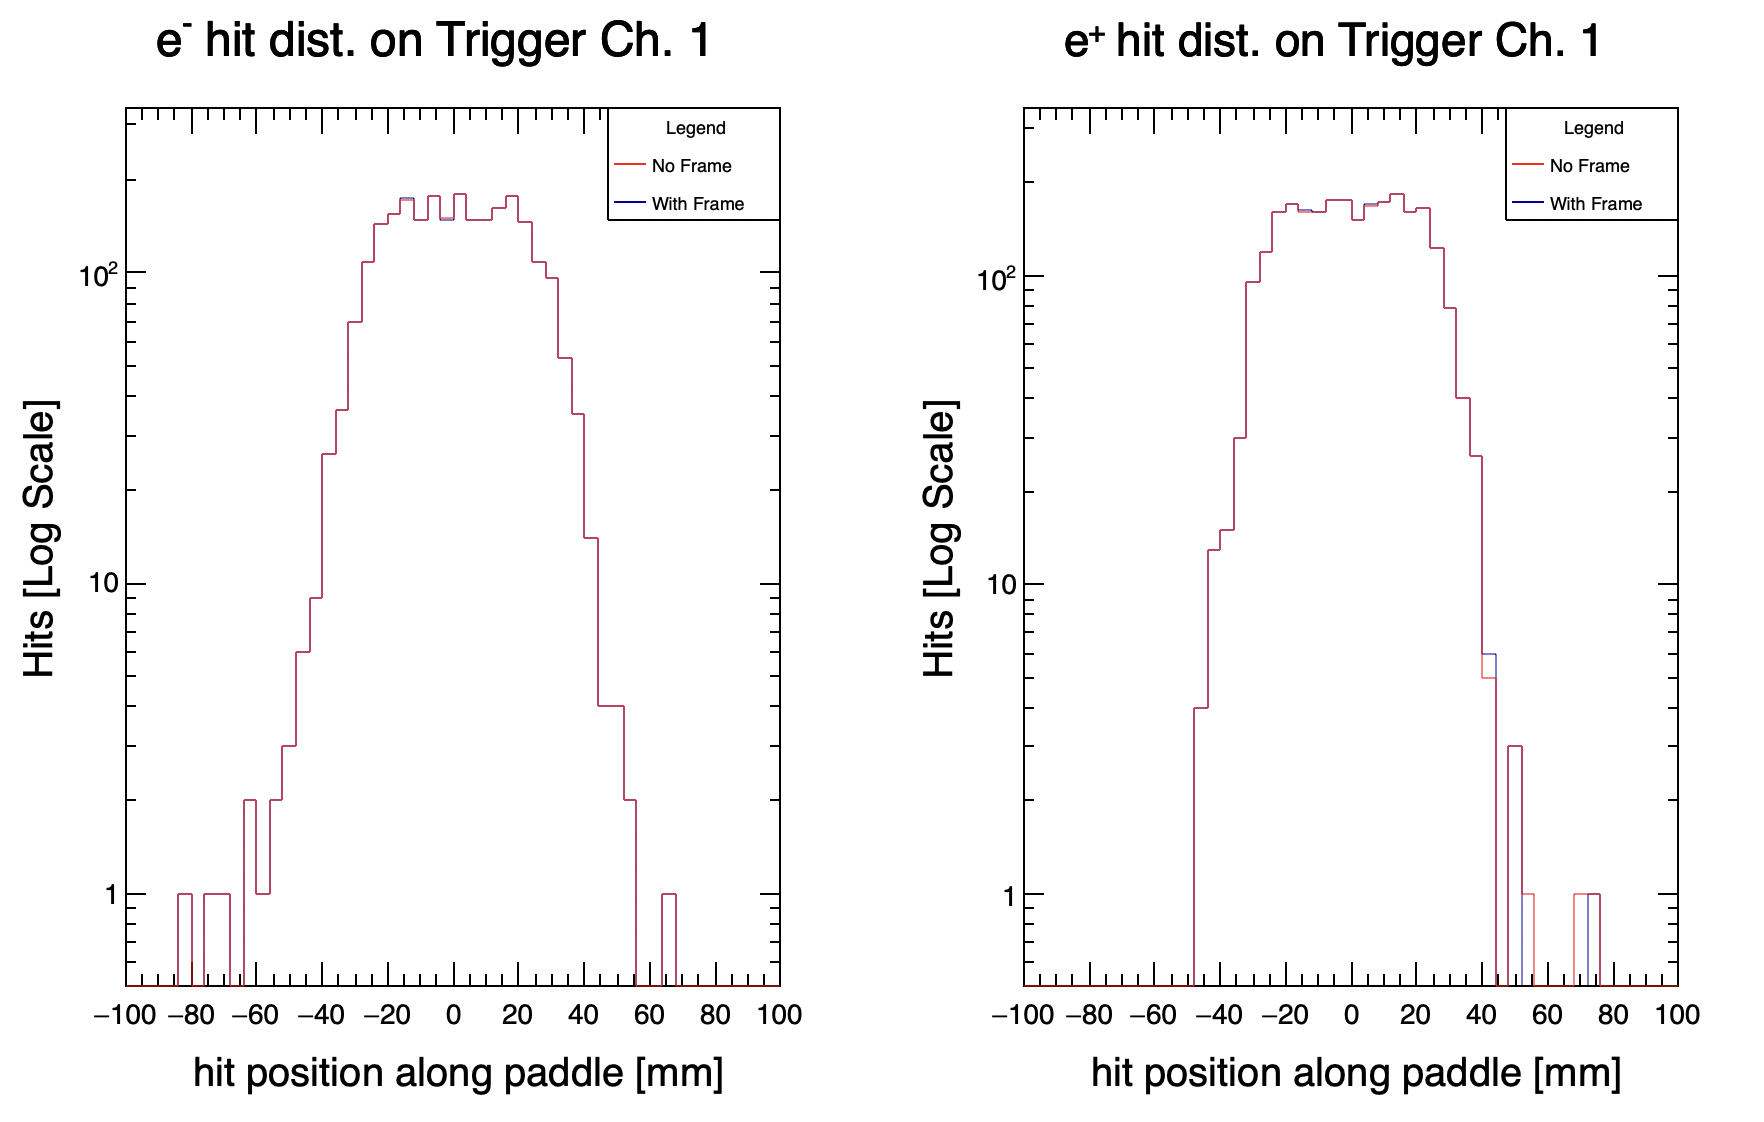 e⁻ hit dist. on Trigger Ch. 1
Legend
No Frame
With Frame
10²
10
1
Hits [Log Scale]
−100 −80 −60 −40 −20 0 20 40 60 80 100
hit position along paddle [mm]
e⁺ hit dist. on Trigger Ch. 1
Legend
No Frame
With Frame
10²
10
1
Hits [Log Scale]
−100 −80 −60 −40 −20 0 20 40 60 80 100
hit position along paddle [mm]